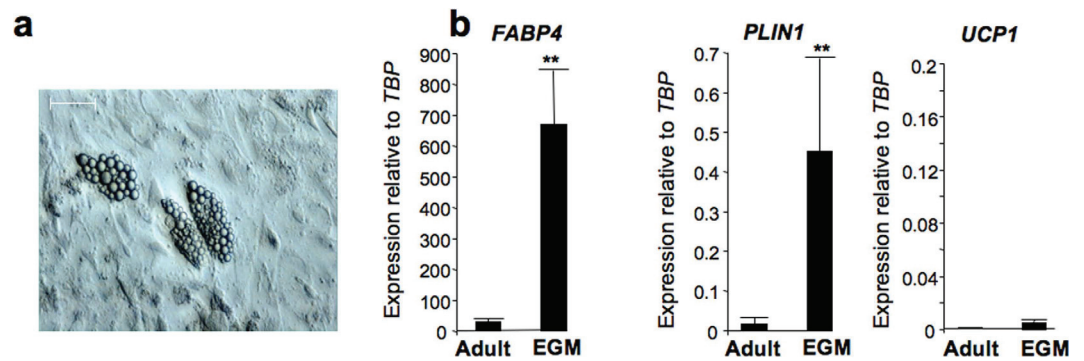 a
b
FABP4
Expression relative to TBP
900
800
700
600
500
400
300
200
100
0
**
Adult EGM
PLIN1
Expression relative to TBP
0.7
0.6
0.5
0.4
0.3
0.2
0.1
0
**
Adult EGM
UCP1
Expression relative to TBP
0.2
0.16
0.12
0.08
0.04
0
Adult EGM